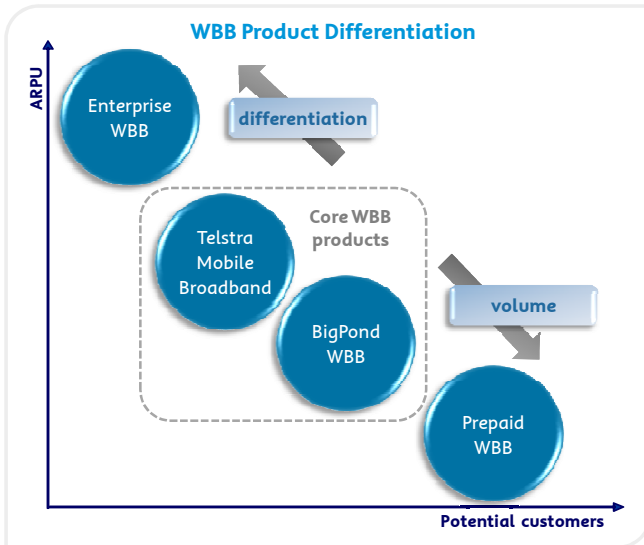 WBB Product Differentiation
ARPU
Enterprise
WBB
differentiation
Core WBB
products
Telstra
Mobile
Broadband
BigPond
WBB
volume
Prepaid
WBB
Potential customers